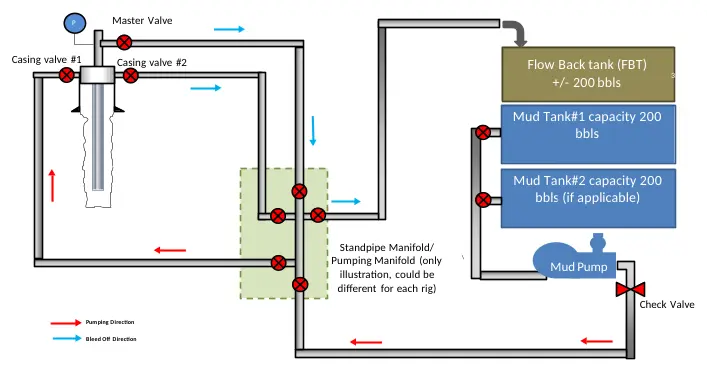 P
Master Valve
Casing valve #1
Casing valve #2
Flow Back tank (FBT)
+/- 200 bbls
3
Mud Tank#1 capacity 200
bbls
Mud Tank#2 capacity 200
bbls (if applicable)
Standpipe Manifold/
Pumping Manifold (only
illustration, could be
different for each rig)
\
Mud Pump
Check Valve
Pumping Direction
Bleed Off Direction